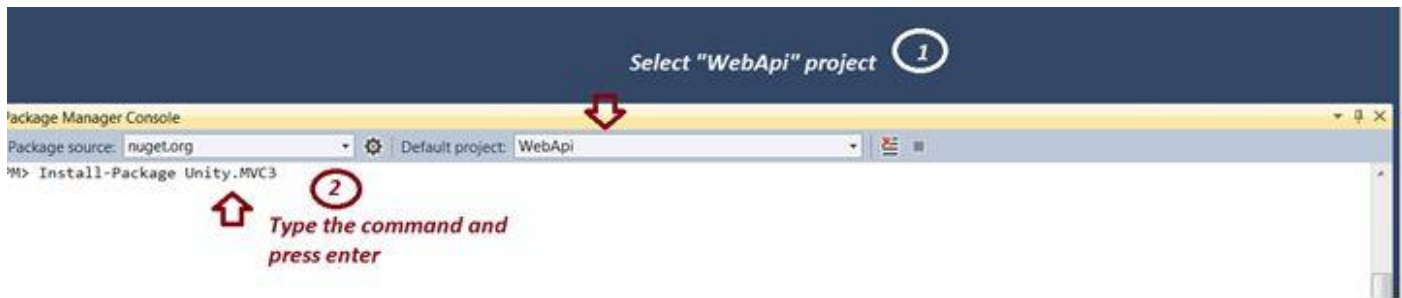 Select "WebApi" project 1
Package Manager Console
Package source: nuget.org Default project: WebApi
PM> Install-Package Unity.MVC3
2
Type the command and
press enter